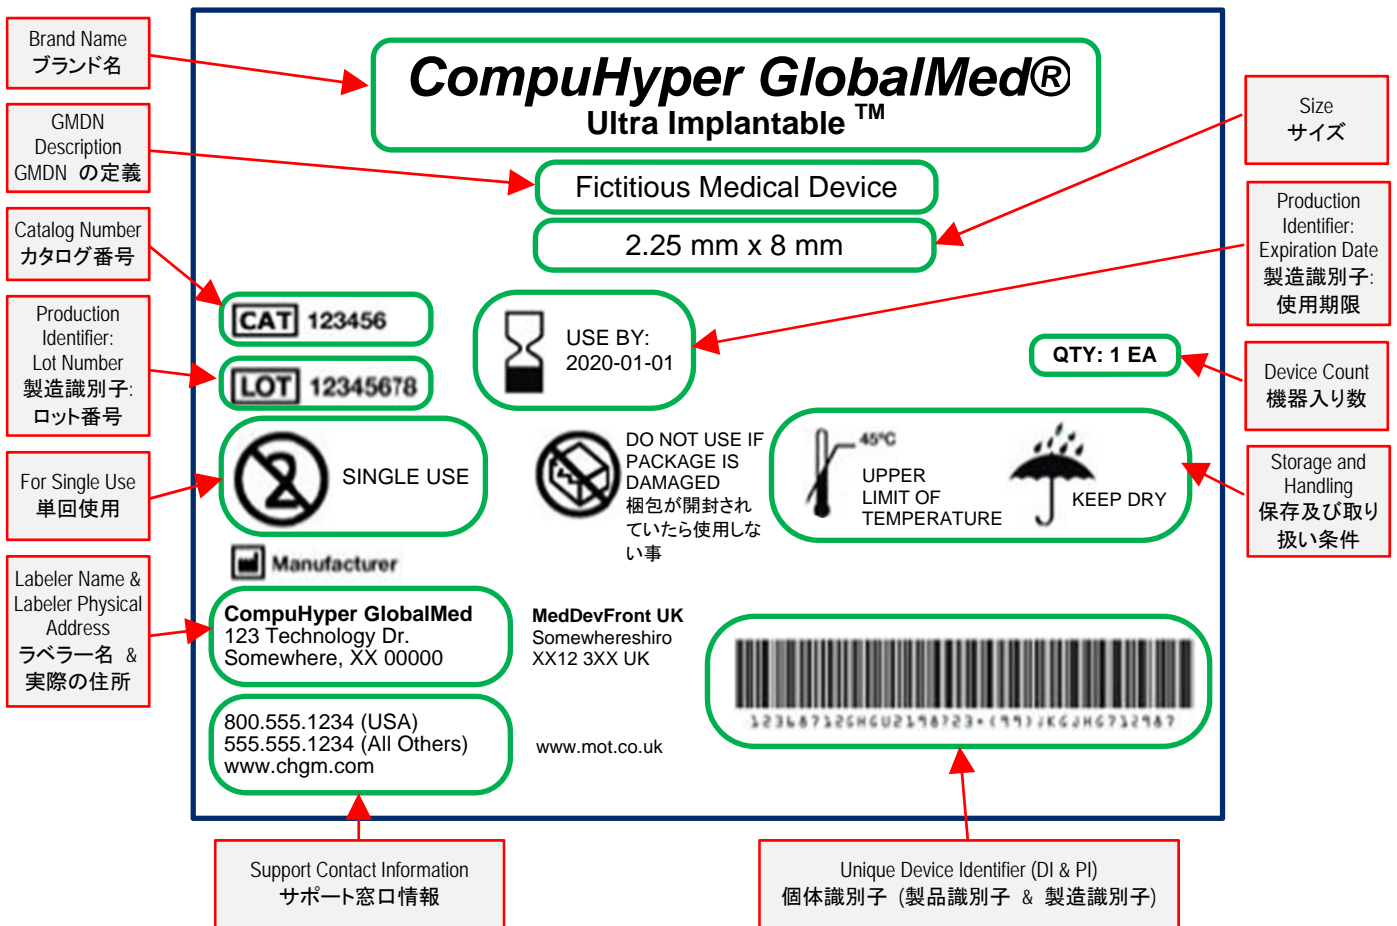 Brand Name
ブランド名
GMDN
Description
GMDN の定義
Catalog Number
カタログ番号
Production
Identifier:
Lot Number
製造識別子:
ロット番号
For Single Use
単回使用
Labeler Name &
Labeler Physical
Address
ラベラー名 &
実際の住所
CompuHyper GlobalMed®
Ultra Implantable TM
Fictitious Medical Device
2.25 mm x 8 mm
CAT 123456
LOT 12345678
USE BY:
2020-01-01
QTY: 1 EA
2 SINGLE USE
DO NOT USE IF
PACKAGE IS
DAMAGED
梱包が開封され
ていたら使用しな
い事
45°C
UPPER
LIMIT OF
TEMPERATURE
KEEP DRY
Manufacturer
CompuHyper GlobalMed
123 Technology Dr.
Somewhere, XX 00000
MedDevFront UK
Somewhereshiro
XX12 3XX UK
800.555.1234 (USA)
555.555.1234 (All Others)
www.chgm.com
www.mot.co.uk
12368712GHGU2198723+(99)JKGJHG712987
Size
サイズ
Production
Identifier:
Expiration Date
製造識別子:
使用期限
Device Count
機器入り数
Storage and
Handling
保存及び取り
扱い条件
Support Contact Information
サポート窓口情報
Unique Device Identifier (DI & PI)
個体識別子 (製品識別子 & 製造識別子)